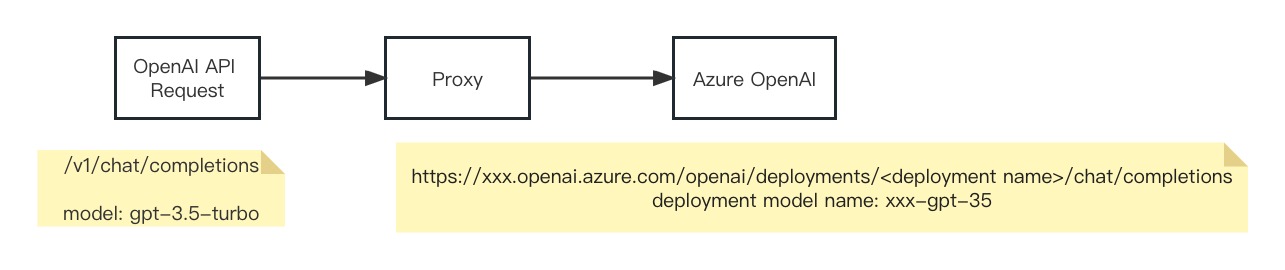 OpenAI API
Request
Proxy
Azure OpenAI
/v1/chat/completions
model: gpt-3.5-turbo
https://xxx.openai.azure.com/openai/deployments/<deployment name>/chat/completions
deployment model name: xxx-gpt-35